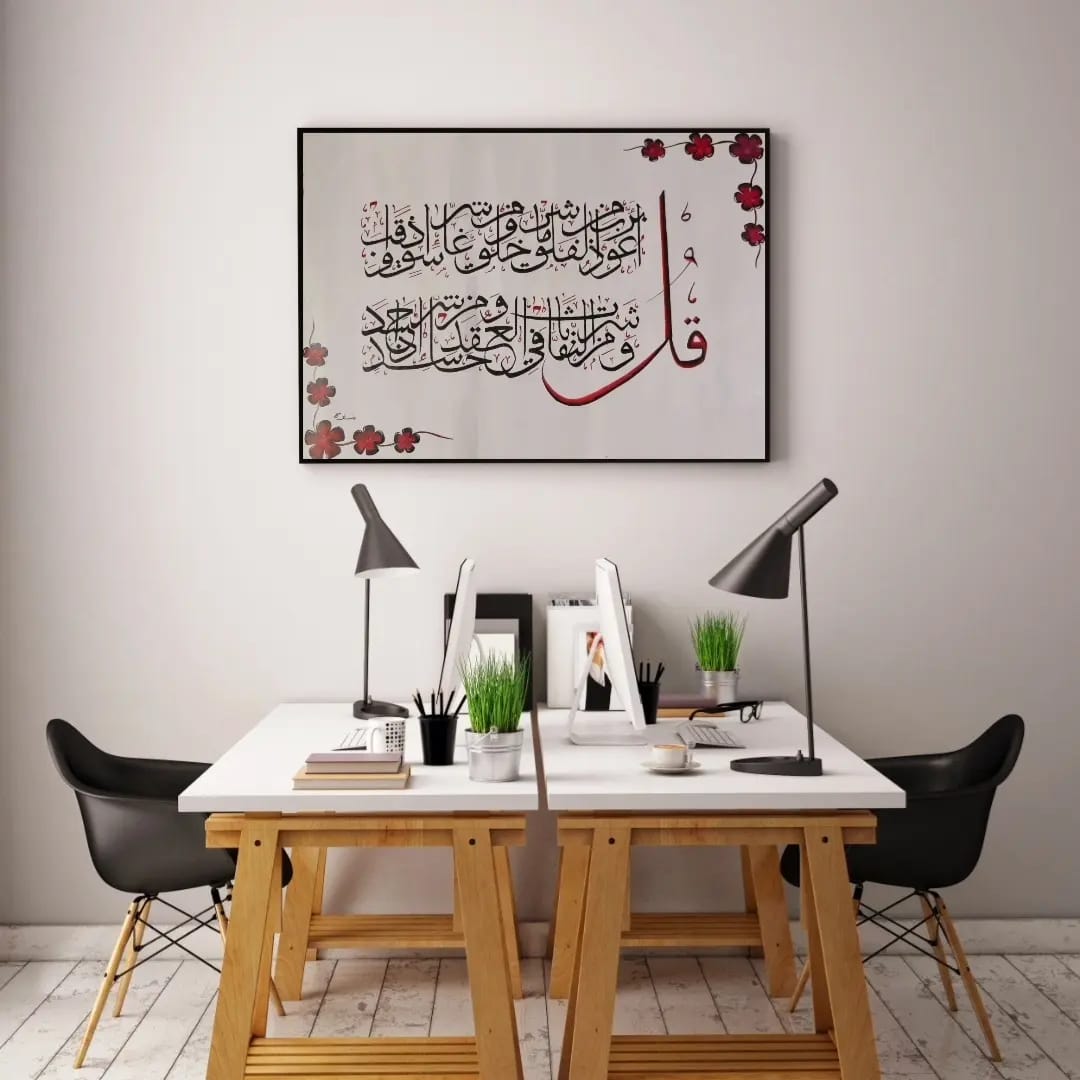 قُل أعوذ برب الفلق من شر ما خلق ومن شر غاسق إذا وقب
ومن شر النفاثات في العقد ومن شر حاسد إذا حسد